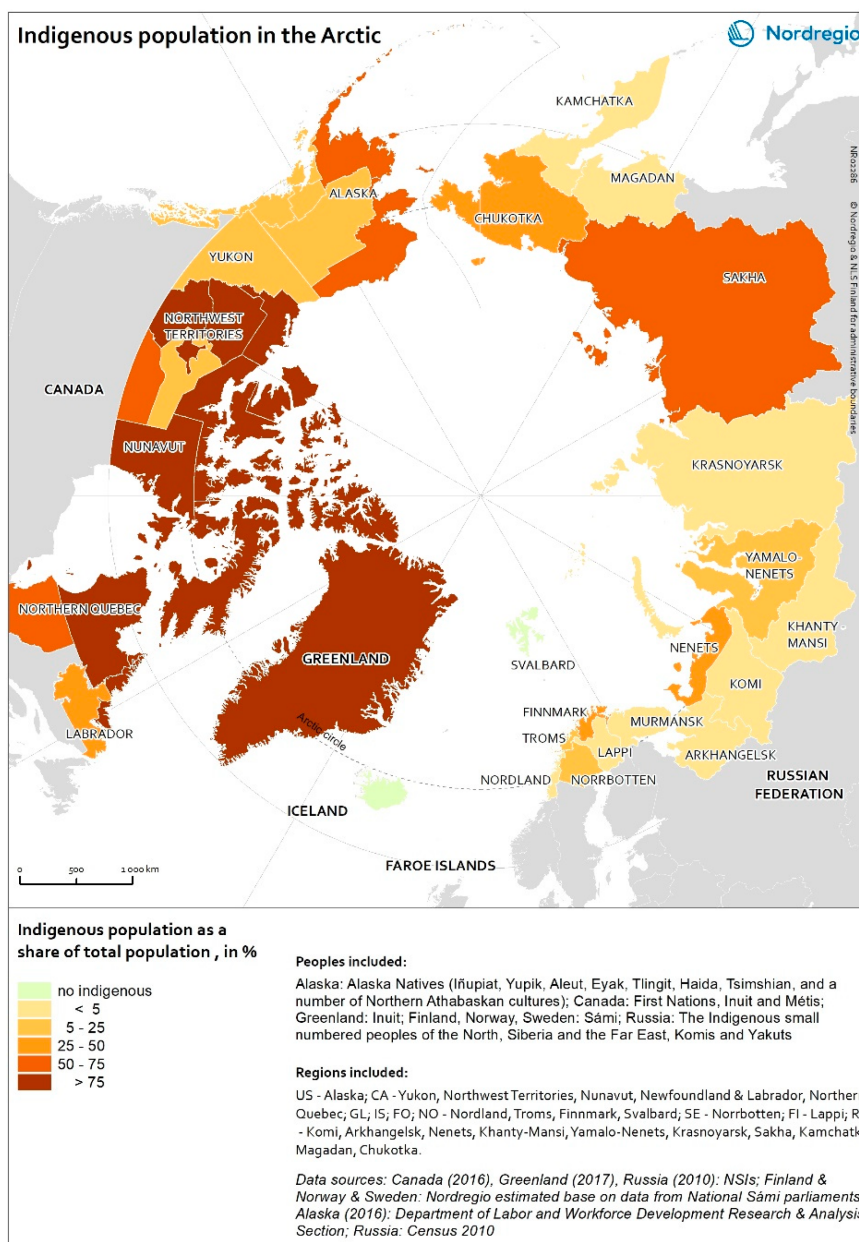 Indigenous population in the Arctic
Nordregio
KAMCHATKA
MAGADAN
ALASKA
CHUKOTKA
YUKON
SAKHA
NORTHWEST
TERRITORIES
CANADA
NUNAVUT
KRASNOYARSK
YAMALO-
NENETS
NORTHERN QUEBEC
KHANTY-
MANSI
NENETS
GREENLAND
SVALBARD
KOMI
FINNMARK
MURMANSK
LABRADOR
TROMS
Arctic circle
LAPPI
ARKHANGELSK
NORDLAND
NORRBOTTEN
RUSSIAN
FEDERATION
ICELAND
FAROE ISLANDS
0 500 1 000 km
NR02286 © Nordregio & NLS Finland for administrative boundaries
Indigenous population as a
share of total population , in %
no indigenous
< 5
5 - 25
25 - 50
50 - 75
> 75
Peoples included:
Alaska: Alaska Natives (Iñupiat, Yupik, Aleut, Eyak, Tlingit, Haida, Tsimshian, and a
number of Northern Athabaskan cultures); Canada: First Nations, Inuit and Métis;
Greenland: Inuit; Finland, Norway, Sweden: Sámi; Russia: The Indigenous small
numbered peoples of the North, Siberia and the Far East, Komis and Yakuts
Regions included:
US - Alaska; CA - Yukon, Northwest Territories, Nunavut, Newfoundland & Labrador, Northern
Quebec; GL; IS; FO; NO - Nordland, Troms, Finnmark, Svalbard; SE - Norrbotten; FI - Lappi; R
- Komi, Arkhangelsk, Nenets, Khanty-Mansi, Yamalo-Nenets, Krasnoyarsk, Sakha, Kamchatk
Magadan, Chukotka.
Data sources: Canada (2016), Greenland (2017), Russia (2010): NSIs; Finland &
Norway & Sweden: Nordregio estimated base on data from National Sámi parliaments
Alaska (2016): Department of Labor and Workforce Development Research & Analysis
Section; Russia: Census 2010